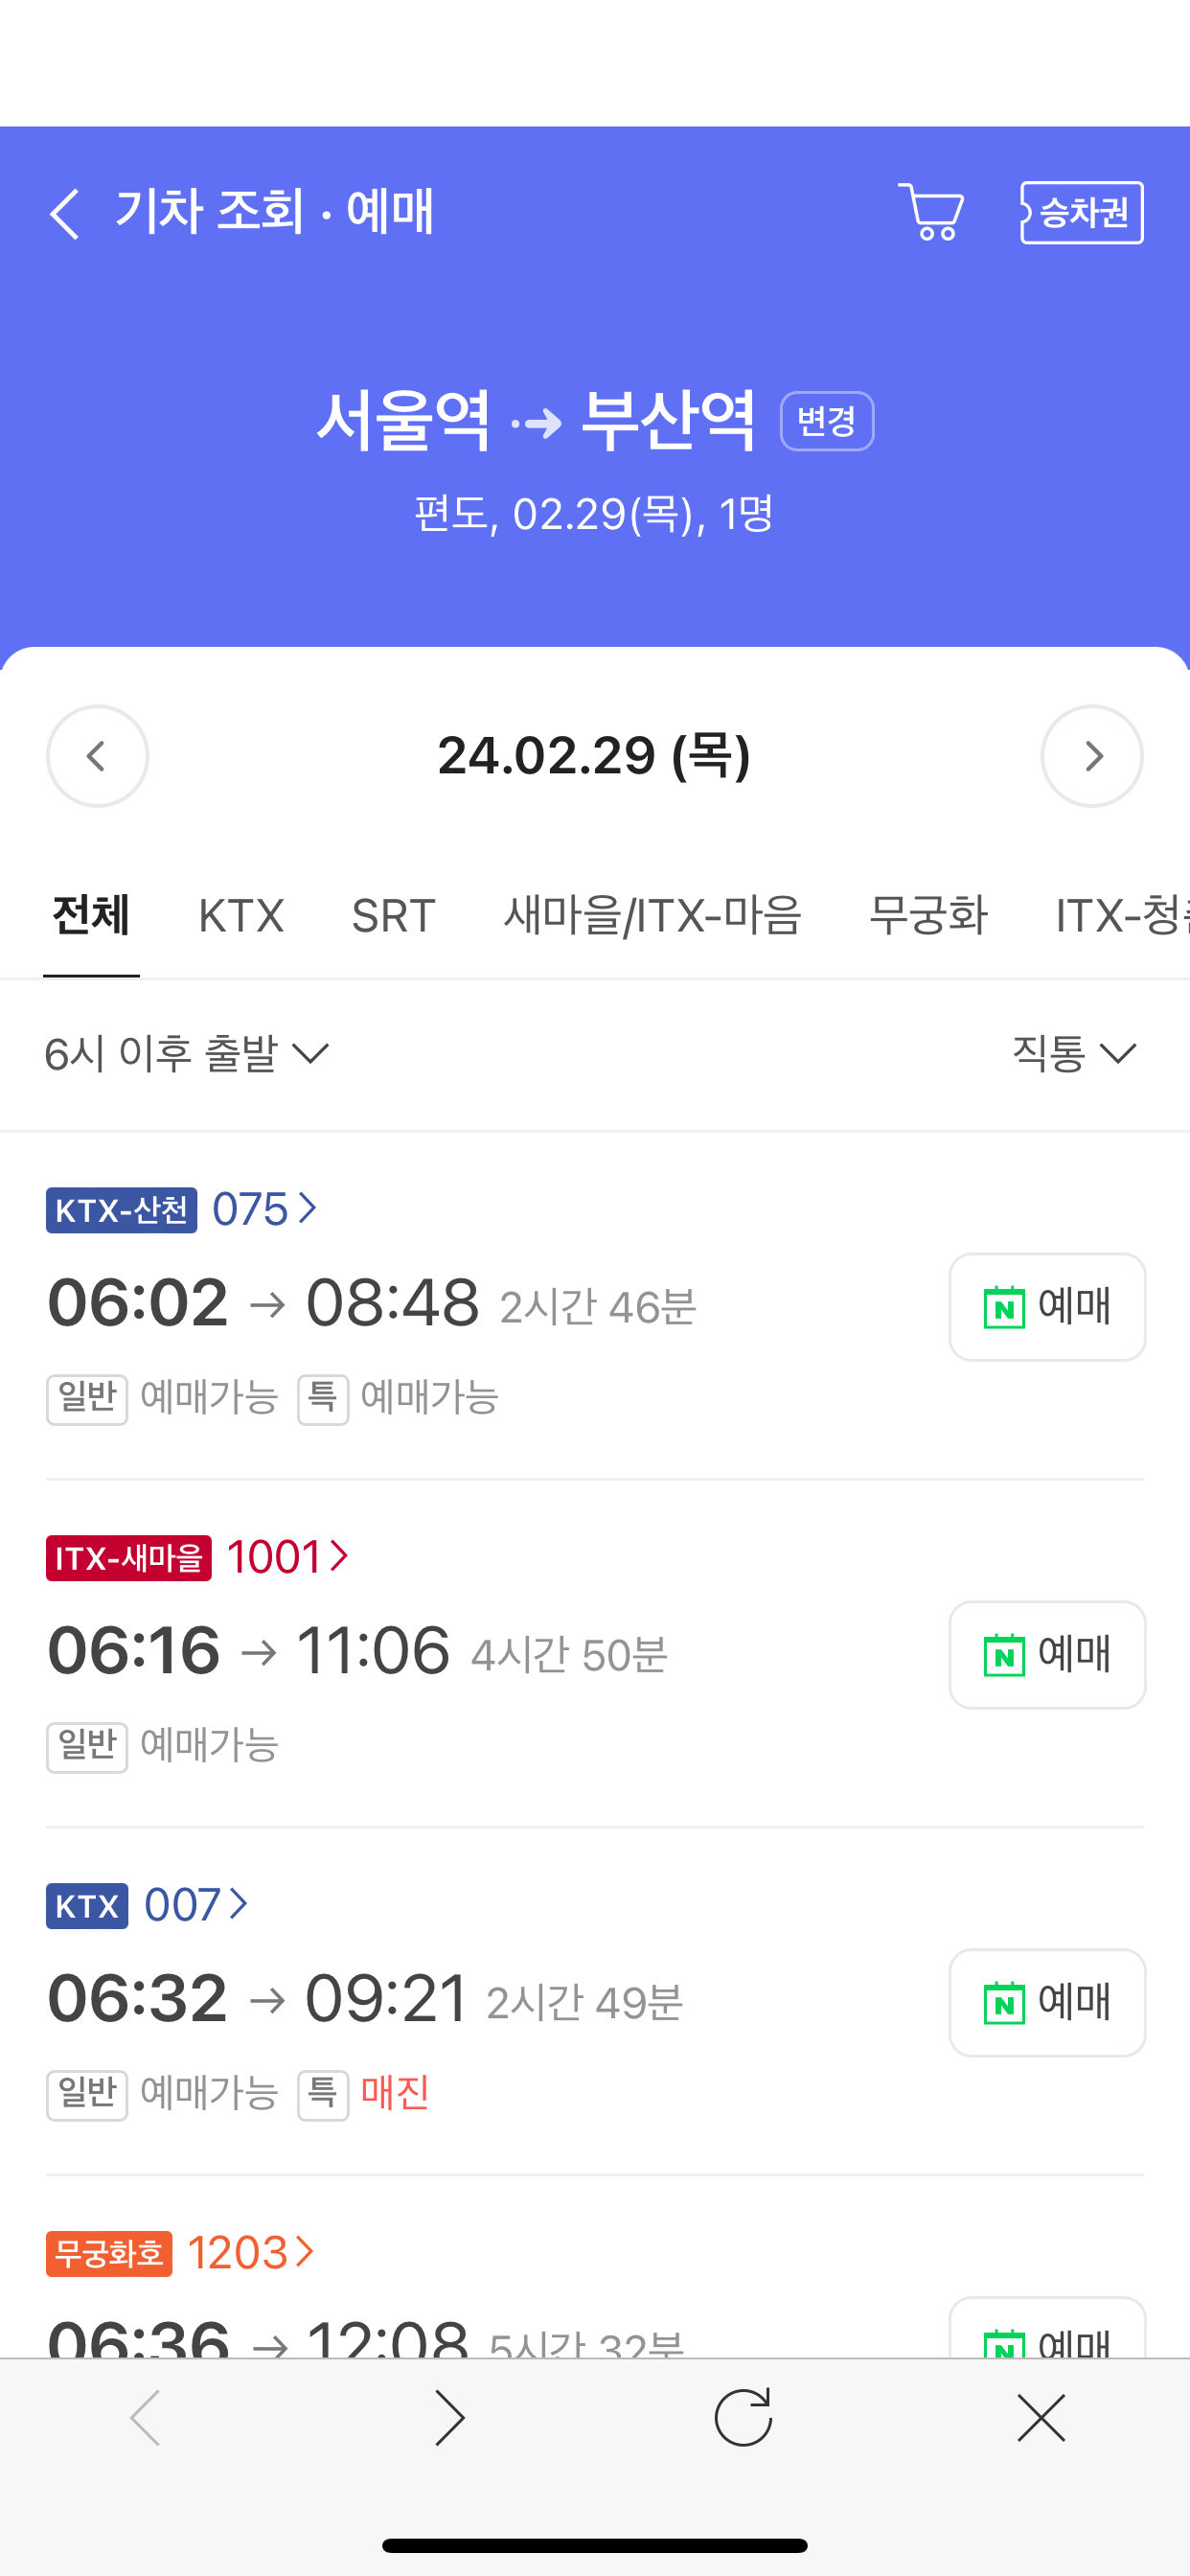 기차 조회 · 예매
승차권
서울역 → 부산역 변경
편도, 02.29(목), 1명
24.02.29 (목)
전체 KTX SRT 새마을/ITX-마음 무궁화 ITX-청춘
6시 이후 출발 직통
KTX-산천 075
06:02 → 08:48 2시간 46분
N 예매
일반 예매가능 특 예매가능
ITX-새마을 1001
06:16 → 11:06 4시간 50분
N 예매
일반 예매가능
KTX 007
06:32 → 09:21 2시간 49분
N 예매
일반 예매가능 특 매진
무궁화호 1203
06:36 → 12:08 5시간 32분
N 예매